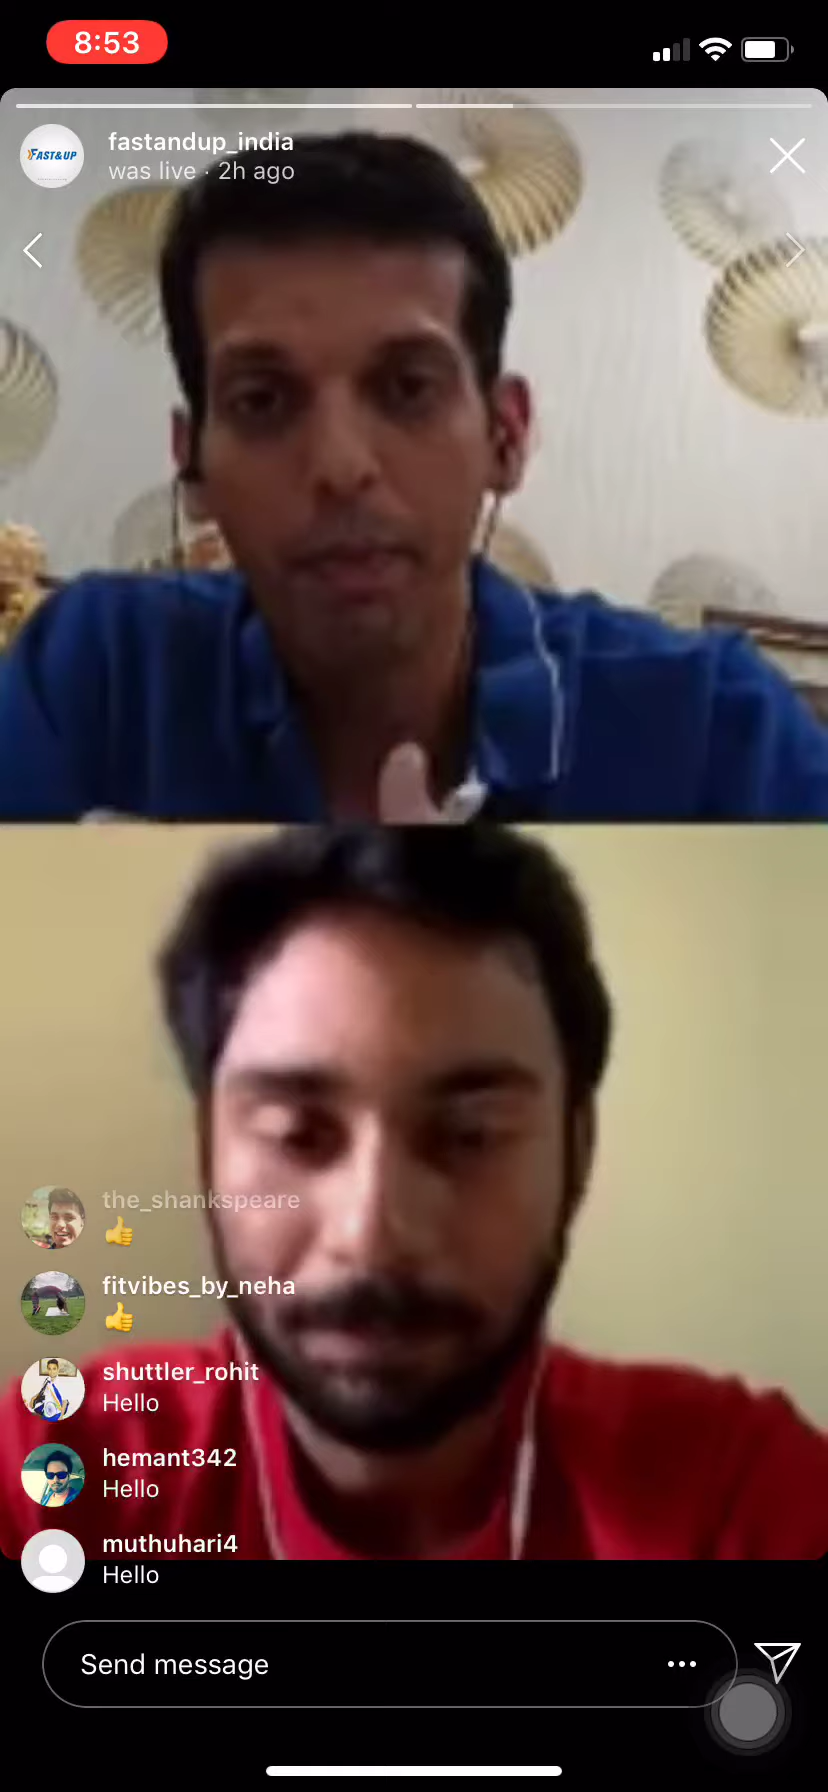 8:53
fastandup_india
was live · 2h ago
FAST&UP
the_shankspeare
👍
fitvibes_by_neha
👍
shuttler_rohit
Hello
hemant342
Hello
muthuhari4
Hello
Send message